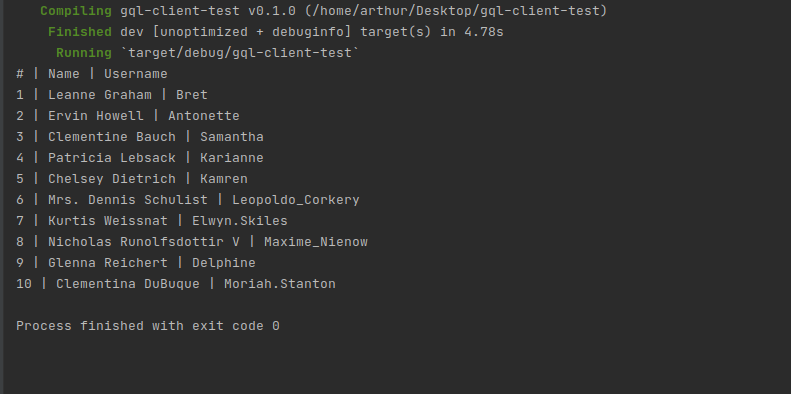 Compiling gql-client-test v0.1.0 (/home/arthur/Desktop/gql-client-test)
Finished dev [unoptimized + debuginfo] target(s) in 4.78s
Running `target/debug/gql-client-test`
# | Name | Username
1 | Leanne Graham | Bret
2 | Ervin Howell | Antonette
3 | Clementine Bauch | Samantha
4 | Patricia Lebsack | Karianne
5 | Chelsey Dietrich | Kamren
6 | Mrs. Dennis Schulist | Leopoldo_Corkery
7 | Kurtis Weissnat | Elwyn.Skiles
8 | Nicholas Runolfsdottir V | Maxime_Nienow
9 | Glenna Reichert | Delphine
10 | Clementina DuBuque | Moriah.Stanton
Process finished with exit code 0